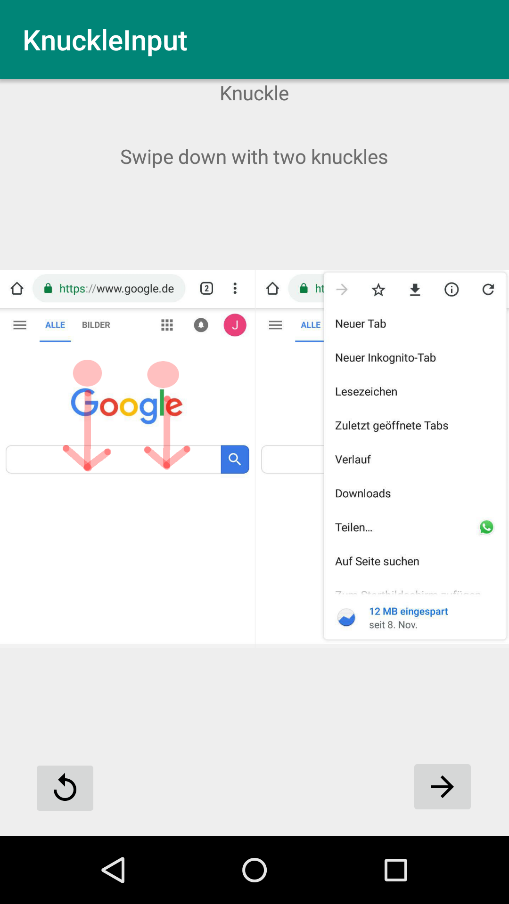 KnuckleInput
Knuckle
Swipe down with two knuckles
https://www.google.de
2
ALLE
BILDER
J
Google
ht
ALLE
Neuer Tab
Neuer Inkognito-Tab
Lesezeichen
Zuletzt geöffnete Tabs
Verlauf
Downloads
Teilen...
Auf Seite suchen
12 MB eingespart
seit 8. Nov.